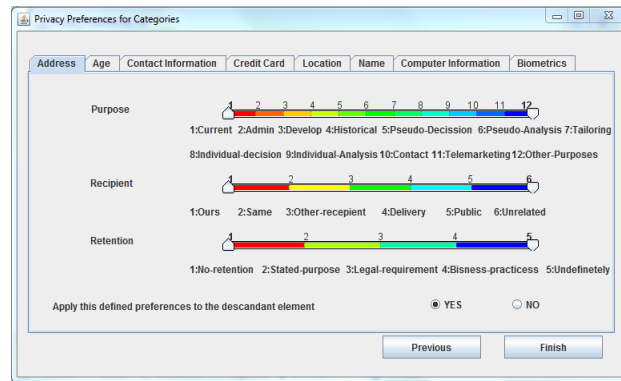 Privacy Preferences for Categories
Address Age Contact Information Credit Card Location Name Computer Information Biometrics
Purpose 1 2 3 4 5 6 7 8 9 10 11 12
1:Current 2:Admin 3:Develop 4:Historical 5:Pseudo-Decission 6:Pseudo-Analysis 7:Tailoring
8:Individual-decision 9:Individual-Analysis 10:Contact 11:Telemarketing 12:Other-Purposes
Recipient 1 2 3 4 5 6
1:Ours 2:Same 3:Other-recepient 4:Delivery 5:Public 6:Unrelated
Retention 1 2 3 4 5
1:No-retention 2:Stated-purpose 3:Legal-requirement 4:Bisness-practicess 5:Undefinetely
Apply this defined preferences to the descandant element YES NO
Previous Finish